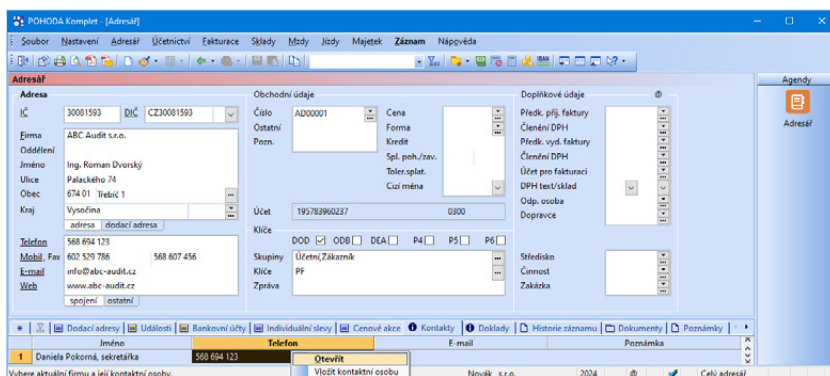 POHODA Komplet - [Adresář]
Soubor Nastavení Adresář Účetnictví Fakturace Sklady Mzdy Jízdy Majetek Záznam Nápověda
Adresář
Agendy
Adresář
Adresa
IČ 30081593 DIČ CZ30081593
Firma ABC Audit s.r.o.
Oddělení
Jméno Ing. Roman Dvorský
Ulice Palackého 74
Obec 674 01 Třebíč 1
Kraj Vysočina
adresa dodací adresa
Telefon 568 694 123
Mobil, Fax 602 529 786 568 607 456
E-mail info@abc-audit.cz
Web www.abc-audit.cz
spojení ostatní
Obchodní údaje
Číslo AD00001 Cena
Ostatní Forma
Pozn. Kredit
Spl. poh./zav.
Toler.splat.
Cizí měna
Účet 195783960237 0300
Klíče
DOD ODB DEA P4 P5 P6
Skupiny Účetní,Zákazník
Klíče PF
Zpráva
Doplňkové údaje @
Předk. přij. faktury
Členění DPH
Předk. vyd. faktury
Členění DPH
Účet pro fakturaci
DPH text/sklad
Odp. osoba
Dopravce
Středisko
Činnost
Zakázka
Dodací adresy Události Bankovní účty Individuální slevy Cenové akce Kontakty Doklady Historie záznamu Dokumenty Poznámky
Jméno Telefon E-mail Poznámka
1 Daniela Pokorná, sekretářka 568 694 123
Otevřít
Vložit kontaktní osobu
Vybere aktuální firmu a její kontaktní osobu. Novák s.r.o. 2024 @ Celý adresář